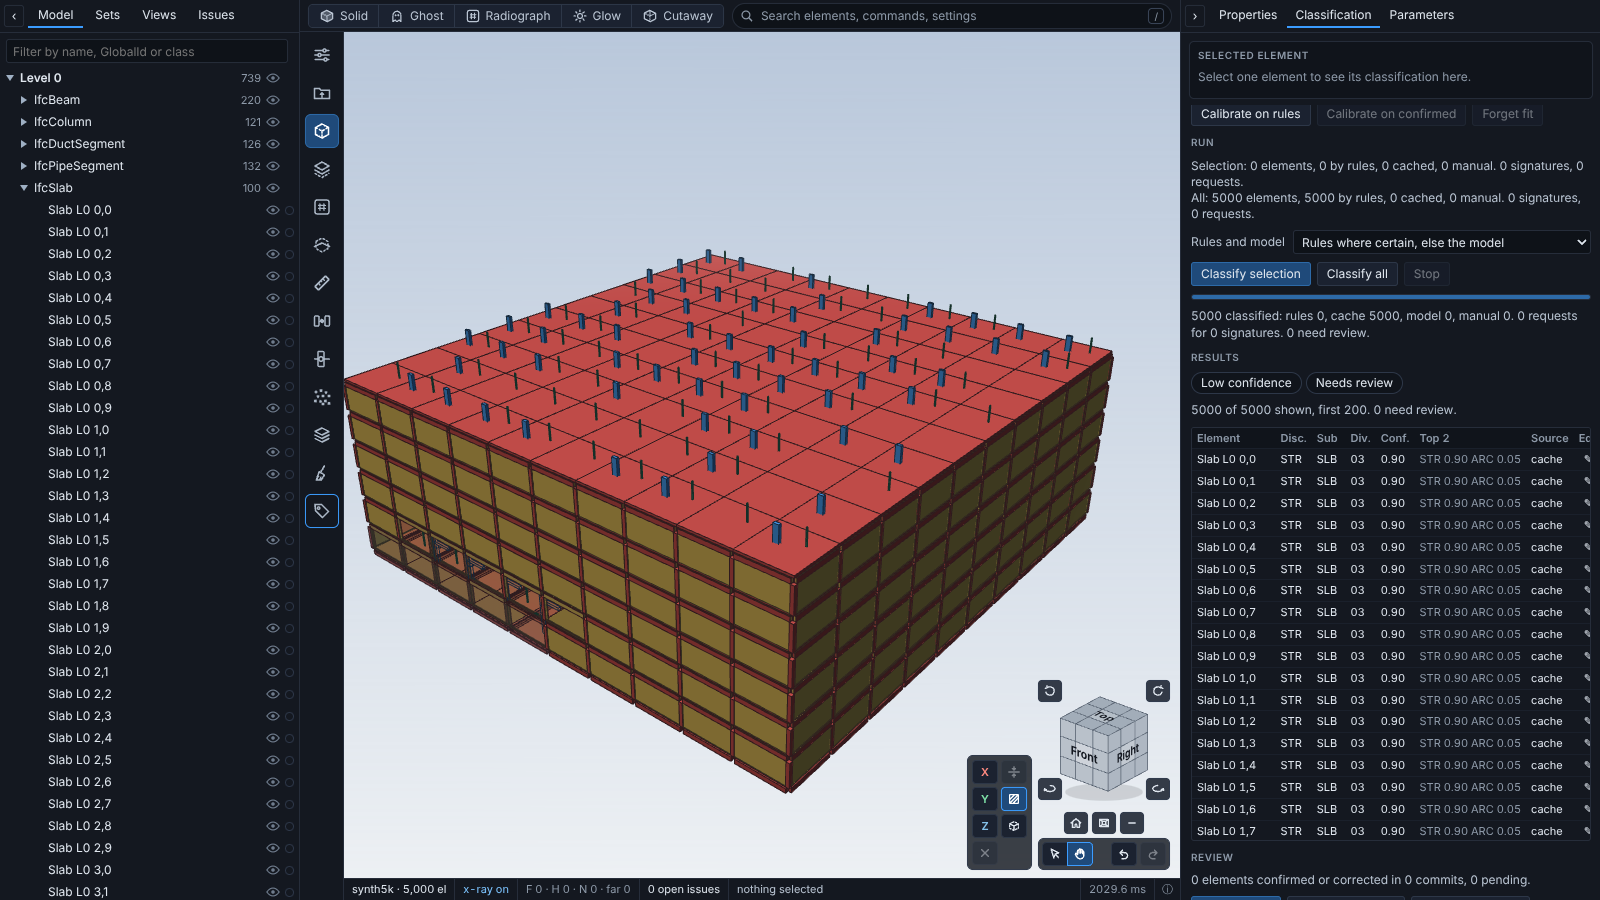 Model Sets Views Issues
Filter by name, GlobalId or class
Level 0 739
IfcBeam 220
IfcColumn 121
IfcDuctSegment 126
IfcPipeSegment 132
IfcSlab 100
Slab L0 0,0
Slab L0 0,1
Slab L0 0,2
Slab L0 0,3
Slab L0 0,4
Slab L0 0,5
Slab L0 0,6
Slab L0 0,7
Slab L0 0,8
Slab L0 0,9
Slab L0 1,0
Slab L0 1,1
Slab L0 1,2
Slab L0 1,3
Slab L0 1,4
Slab L0 1,5
Slab L0 1,6
Slab L0 1,7
Slab L0 1,8
Slab L0 1,9
Slab L0 2,0
Slab L0 2,1
Slab L0 2,2
Slab L0 2,3
Slab L0 2,4
Slab L0 2,5
Slab L0 2,6
Slab L0 2,7
Slab L0 2,8
Slab L0 2,9
Slab L0 3,0
Slab L0 3,1
Solid Ghost Radiograph Glow Cutaway
Search elements, commands, settings /
Top
Front Right
X
Y
Z
synth5k · 5,000 el x-ray on F 0 · H 0 · N 0 · far 0 0 open issues nothing selected 2029.6 ms
Properties Classification Parameters
SELECTED ELEMENT
Select one element to see its classification here.
Calibrate on rules Calibrate on confirmed Forget fit
RUN
Selection: 0 elements, 0 by rules, 0 cached, 0 manual. 0 signatures, 0
requests.
All: 5000 elements, 5000 by rules, 0 cached, 0 manual. 0 signatures,
0 requests.
Rules and model Rules where certain, else the model
Classify selection Classify all Stop
5000 classified: rules 0, cache 5000, model 0, manual 0. 0 requests
for 0 signatures. 0 need review.
RESULTS
Low confidence Needs review
5000 of 5000 shown, first 200. 0 need review.
Element Disc. Sub Div. Conf. Top 2 Source
Slab L0 0,0 STR SLB 03 0.90 STR 0.90 ARC 0.05 cache
Slab L0 0,1 STR SLB 03 0.90 STR 0.90 ARC 0.05 cache
Slab L0 0,2 STR SLB 03 0.90 STR 0.90 ARC 0.05 cache
Slab L0 0,3 STR SLB 03 0.90 STR 0.90 ARC 0.05 cache
Slab L0 0,4 STR SLB 03 0.90 STR 0.90 ARC 0.05 cache
Slab L0 0,5 STR SLB 03 0.90 STR 0.90 ARC 0.05 cache
Slab L0 0,6 STR SLB 03 0.90 STR 0.90 ARC 0.05 cache
Slab L0 0,7 STR SLB 03 0.90 STR 0.90 ARC 0.05 cache
Slab L0 0,8 STR SLB 03 0.90 STR 0.90 ARC 0.05 cache
Slab L0 0,9 STR SLB 03 0.90 STR 0.90 ARC 0.05 cache
Slab L0 1,0 STR SLB 03 0.90 STR 0.90 ARC 0.05 cache
Slab L0 1,1 STR SLB 03 0.90 STR 0.90 ARC 0.05 cache
Slab L0 1,2 STR SLB 03 0.90 STR 0.90 ARC 0.05 cache
Slab L0 1,3 STR SLB 03 0.90 STR 0.90 ARC 0.05 cache
Slab L0 1,4 STR SLB 03 0.90 STR 0.90 ARC 0.05 cache
Slab L0 1,5 STR SLB 03 0.90 STR 0.90 ARC 0.05 cache
Slab L0 1,6 STR SLB 03 0.90 STR 0.90 ARC 0.05 cache
Slab L0 1,7 STR SLB 03 0.90 STR 0.90 ARC 0.05 cache
REVIEW
0 elements confirmed or corrected in 0 commits, 0 pending.